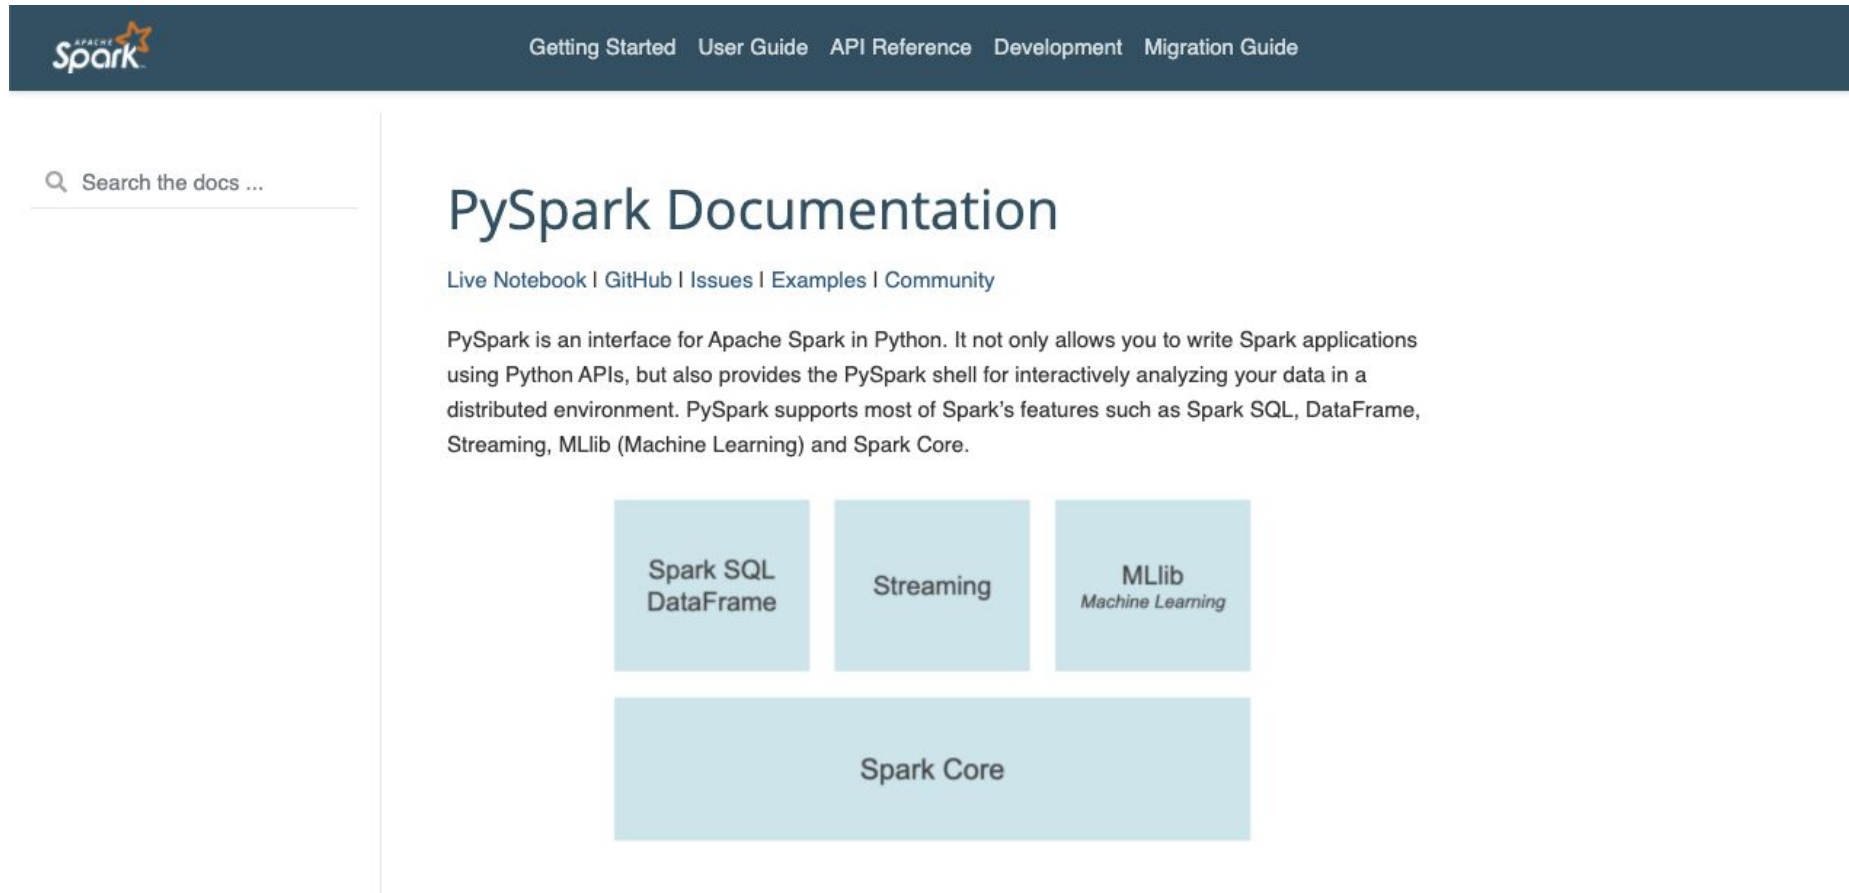 APACHE
Spark
Getting Started User Guide API Reference Development Migration Guide
Search the docs ...
PySpark Documentation
Live Notebook | GitHub | Issues | Examples | Community
PySpark is an interface for Apache Spark in Python. It not only allows you to write Spark applications
using Python APIs, but also provides the PySpark shell for interactively analyzing your data in a
distributed environment. PySpark supports most of Spark’s features such as Spark SQL, DataFrame,
Streaming, MLlib (Machine Learning) and Spark Core.
Spark SQL
DataFrame
Streaming
MLlib
Machine Learning
Spark Core